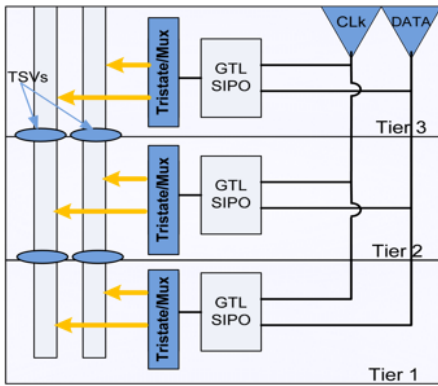 CLk
DATA
TSVs
Tristate/Mux
GTL
SIPO
Tier 3
Tristate/Mux
GTL
SIPO
Tier 2
Tristate/Mux
GTL
SIPO
Tier 1